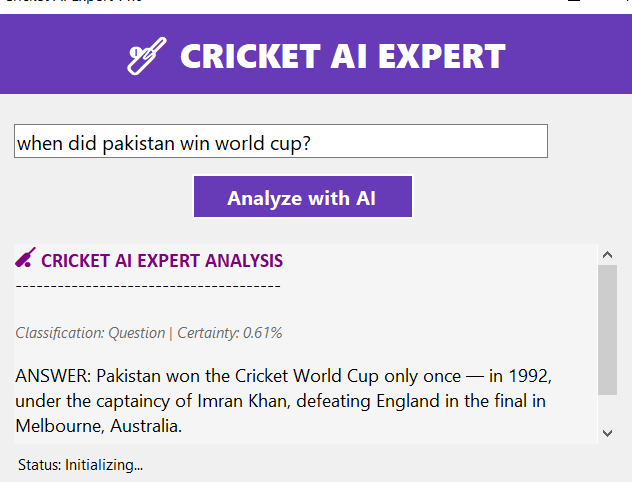 CRICKET AI EXPERT
when did pakistan win world cup?
Analyze with AI
CRICKET AI EXPERT ANALYSIS
--------------------------------------
Classification: Question | Certainty: 0.61%
ANSWER: Pakistan won the Cricket World Cup only once — in 1992,
under the captaincy of Imran Khan, defeating England in the final in
Melbourne, Australia.
Status: Initializing...